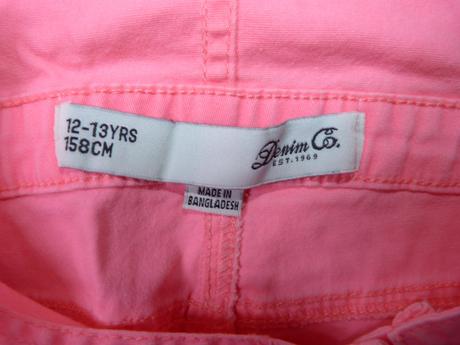 12-13YRS
158CM
Denim Co.
EST. 1969
MADE IN
BANGLADESH